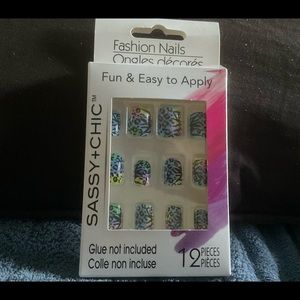 Fashion Nails
Ongles décorés
Fun & Easy to Apply
SASSY+CHIC™
Glue not included
Colle non incluse
12 PIECES
PIÈCES